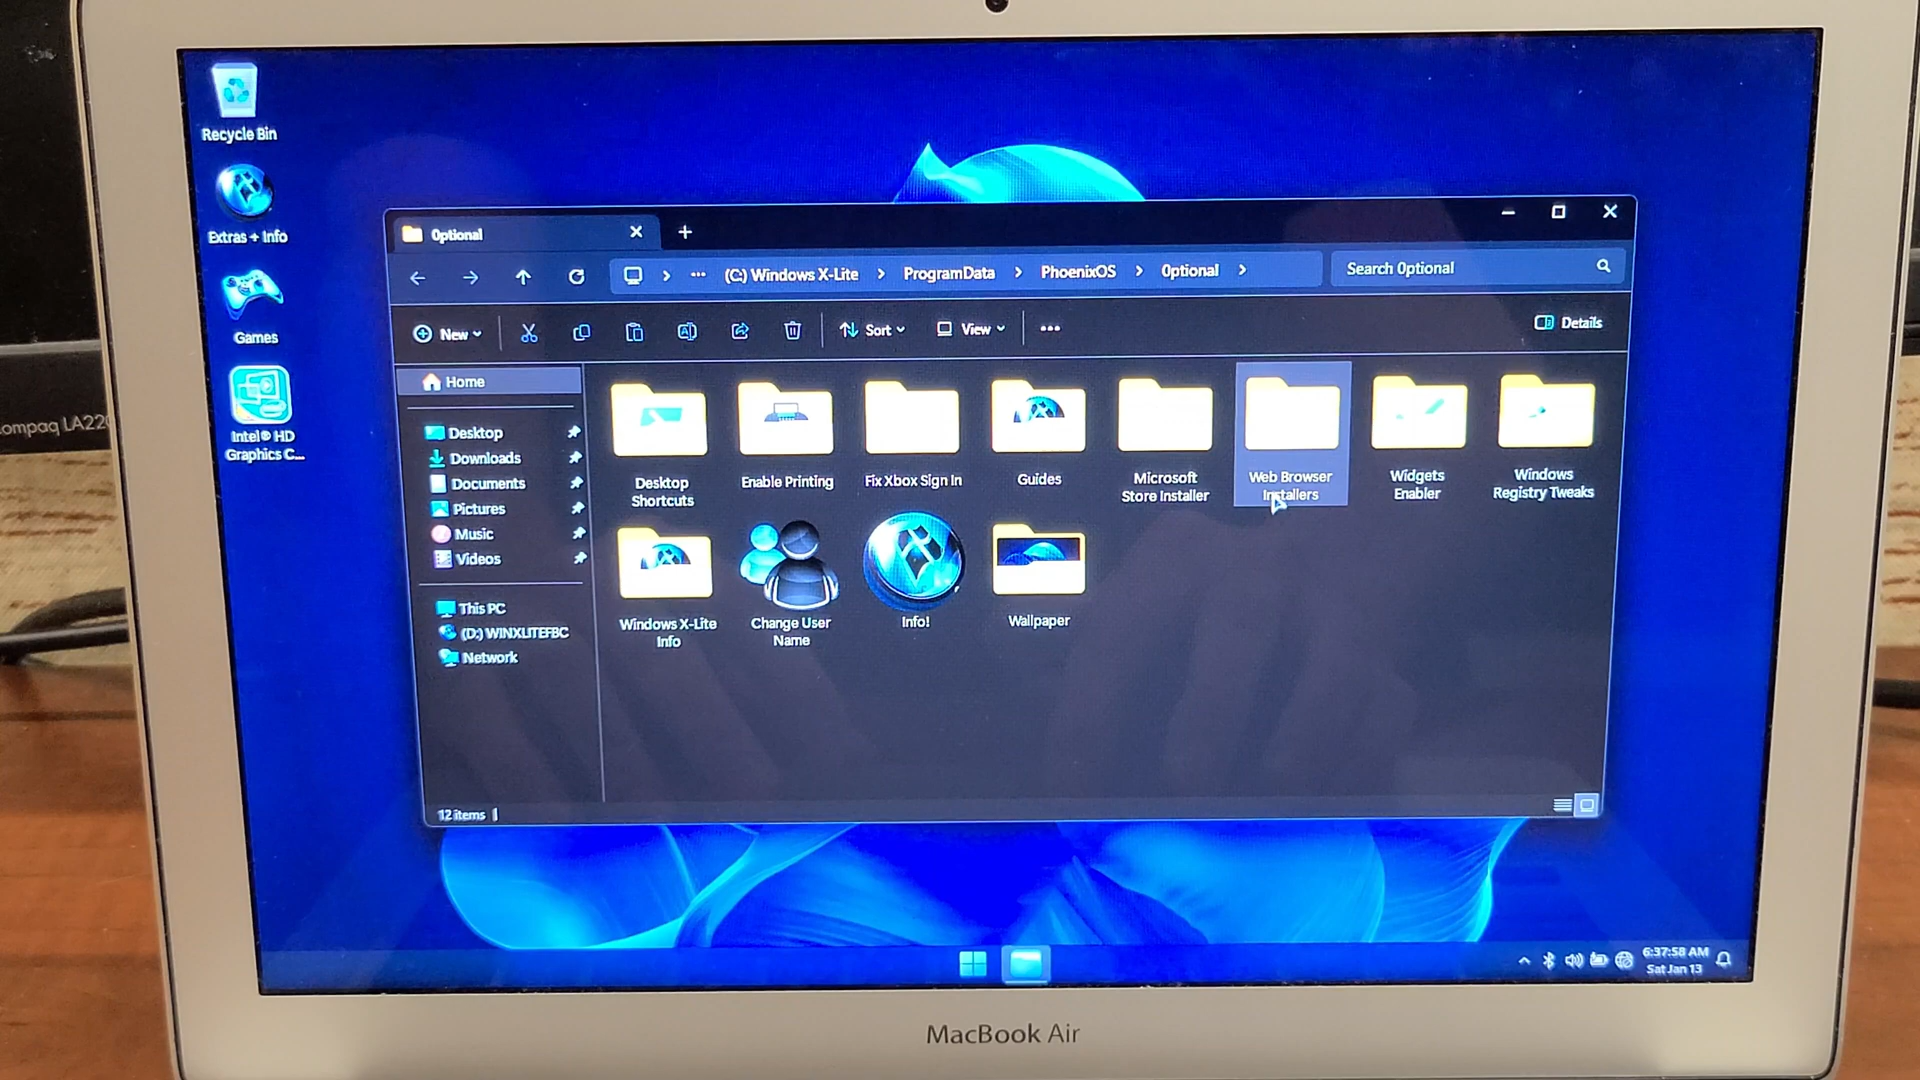 Recycle Bin
Extras + Info
Games
Intel® HD
Graphics C...
Optional
(C:) Windows X-Lite
ProgramData
PhoenixOS
Optional
Search Optional
New
Sort
View
Details
Home
Desktop
Downloads
Documents
Pictures
Music
Videos
This PC
(D:) WINXLITEFBC
Network
Desktop
Shortcuts
Enable Printing
Fix Xbox Sign In
Guides
Microsoft
Store Installer
Web Browser
Installers
Widgets
Enabler
Windows
Registry Tweaks
Windows X-Lite
Info
Change User
Name
Info!
Wallpaper
12 items
6:37:58 AM
Sat Jan 13
MacBook Air
ompaq LA220